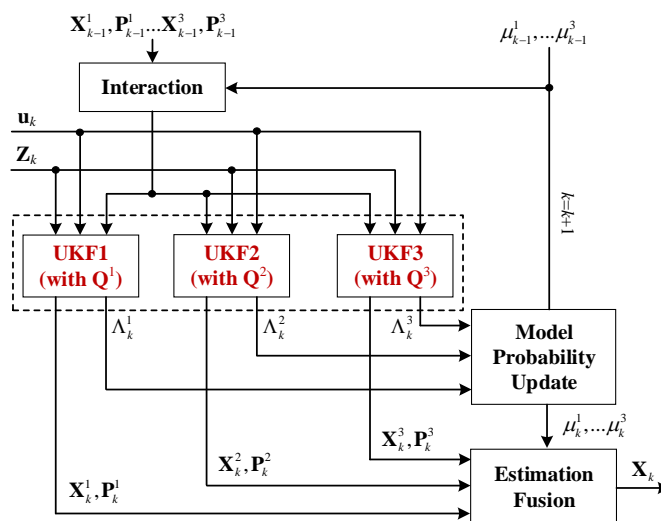 X¹ₖ₋₁, P¹ₖ₋₁...X³ₖ₋₁, P³ₖ₋₁
μ¹ₖ₋₁,...μ³ₖ₋₁
Interaction
uₖ
Zₖ
k=k+1
UKF1
(with Q¹)
UKF2
(with Q²)
UKF3
(with Q³)
Λ¹ₖ
Λ²ₖ
Λ³ₖ
Model
Probability
Update
μ¹ₖ,...μ³ₖ
X³ₖ, P³ₖ
X²ₖ, P²ₖ
X¹ₖ, P¹ₖ
Estimation
Fusion
Xₖ